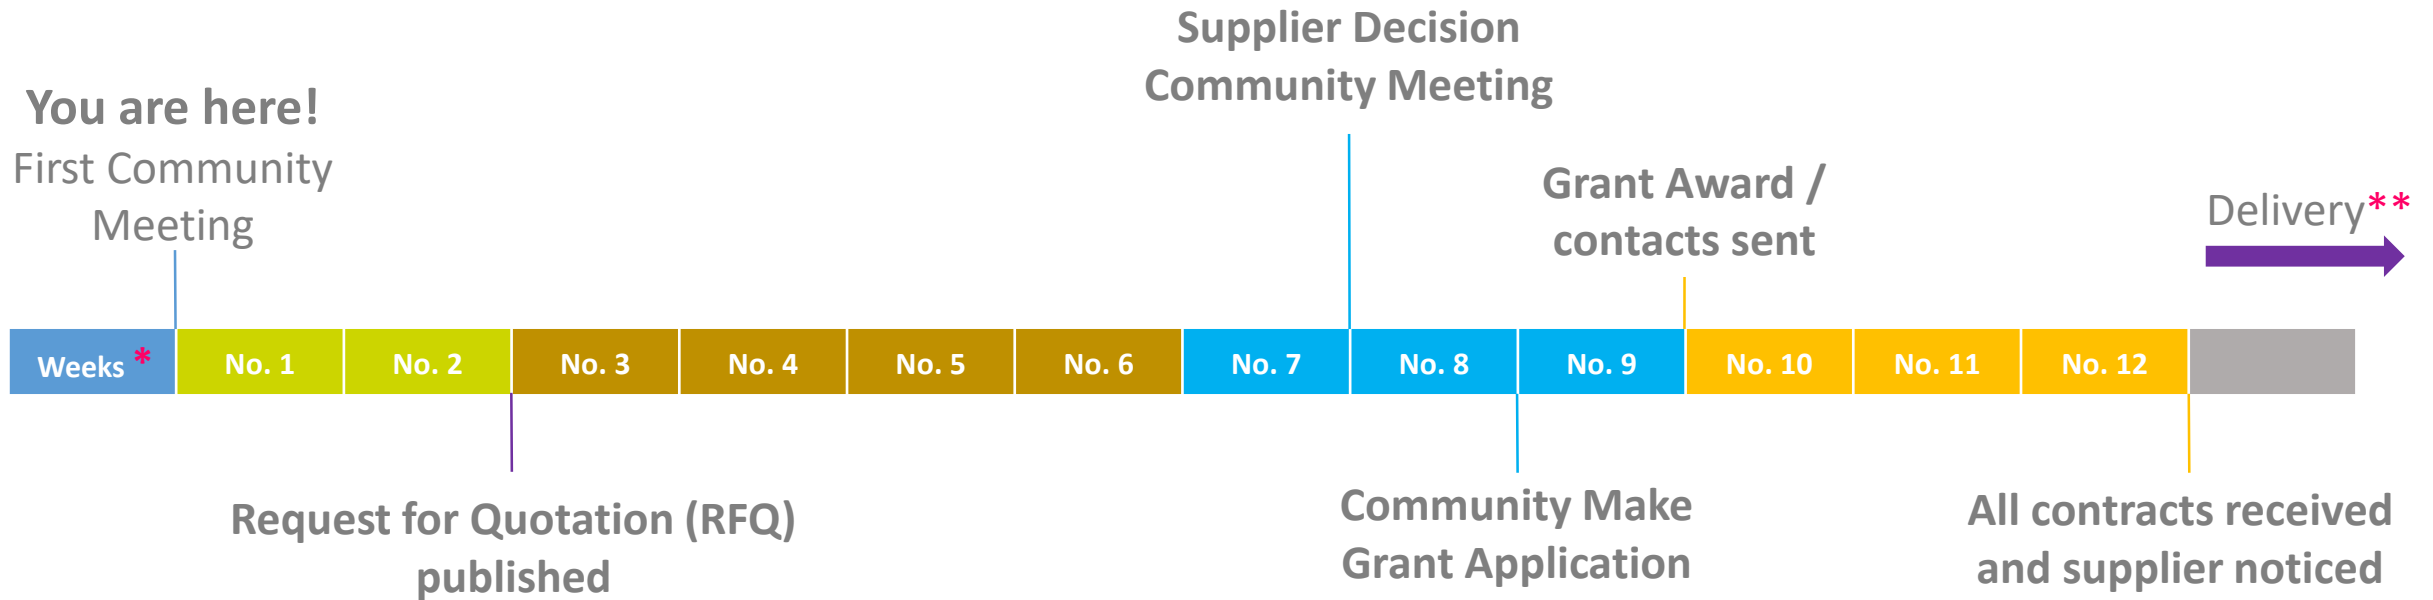 Supplier Decision
Community Meeting
You are here!
First Community
Meeting
Grant Award /
contacts sent
Delivery**
Weeks *
No. 1
No. 2
No. 3
No. 4
No. 5
No. 6
No. 7
No. 8
No. 9
No. 10
No. 11
No. 12
Request for Quotation (RFQ)
published
Community Make
Grant Application
All contracts received
and supplier noticed